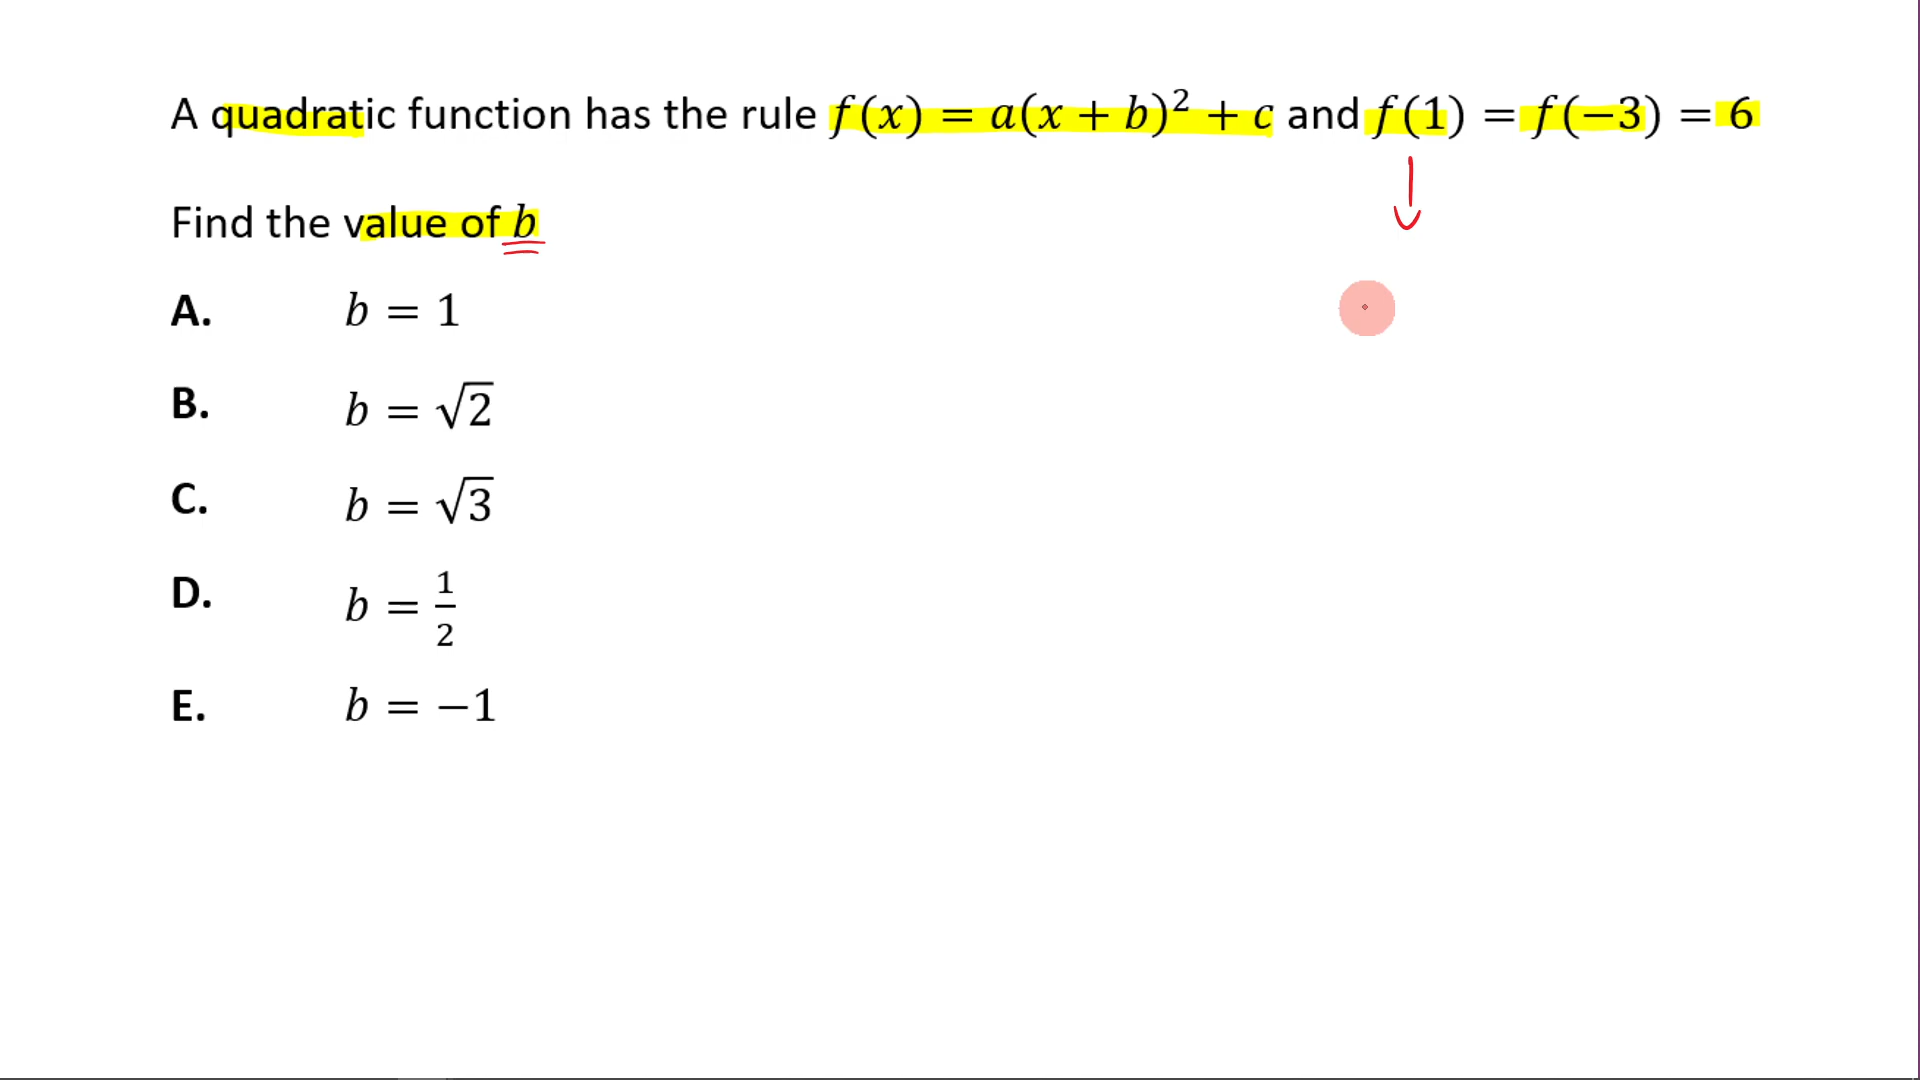 A quadratic function has the rule f(x) = a(x + b)² + c and f(1) = f(−3) = 6
Find the value of b
A. b = 1
B. b = √2
C. b = √3
D. b = 1/2
E. b = −1